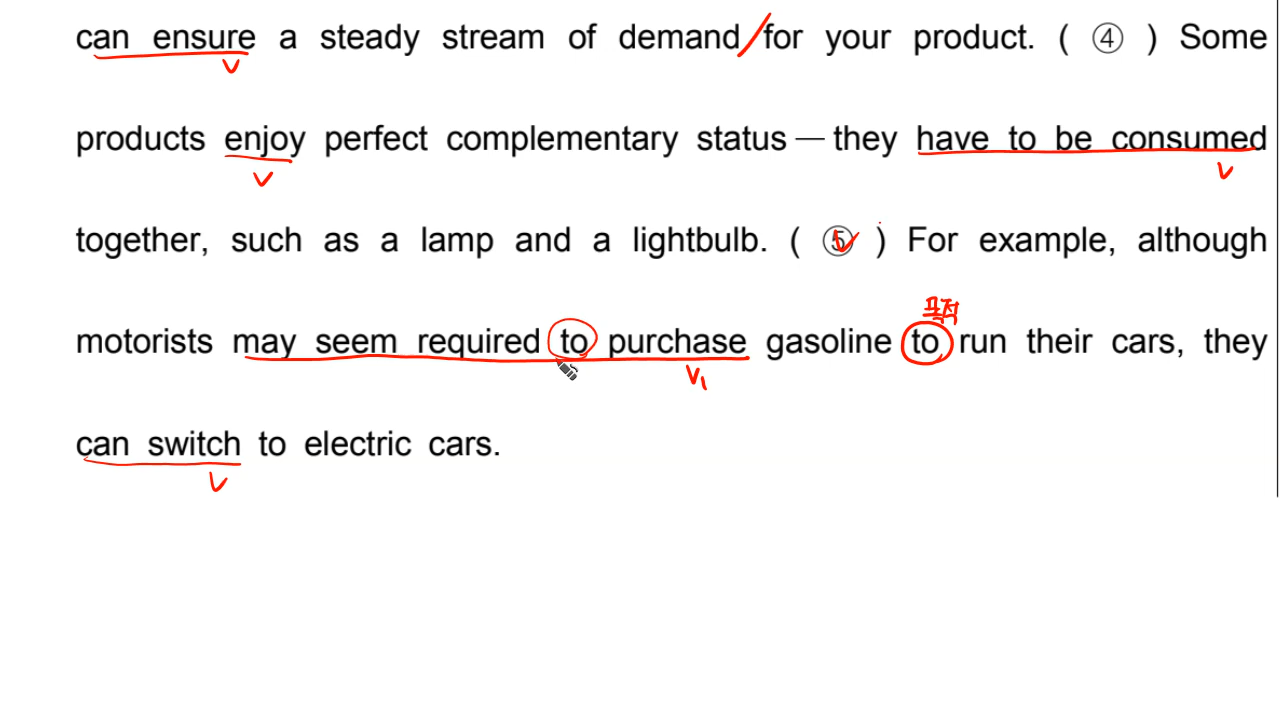 can ensure a steady stream of demand for your product. ( ④ ) Some
V
products enjoy perfect complementary status — they have to be consumed
V V
together, such as a lamp and a lightbulb. ( ⑤ ) For example, although
목적
motorists may seem required to purchase gasoline to run their cars, they
V1
can switch to electric cars.
V